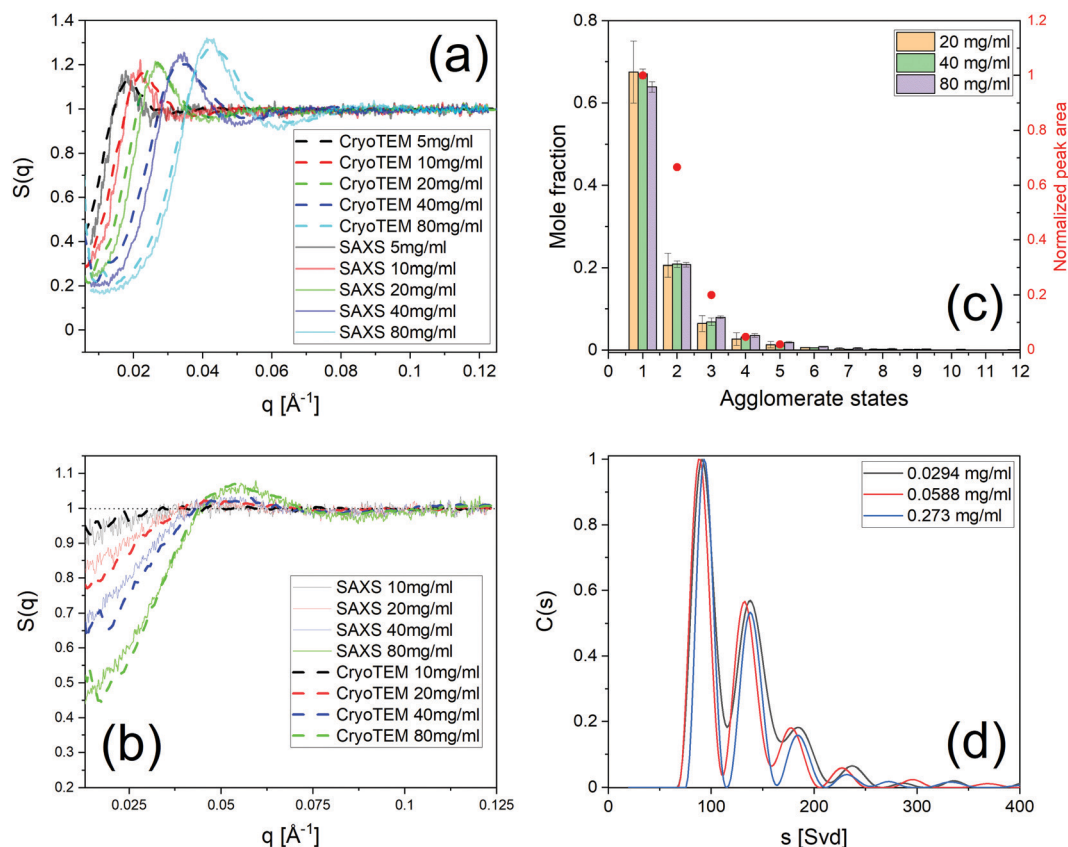 (a)
S(q)
1.4
1.2
1
0.8
0.6
0.4
0.2
0
CryoTEM 5mg/ml
CryoTEM 10mg/ml
CryoTEM 20mg/ml
CryoTEM 40mg/ml
CryoTEM 80mg/ml
SAXS 5mg/ml
SAXS 10mg/ml
SAXS 20mg/ml
SAXS 40mg/ml
SAXS 80mg/ml
0.02 0.04 0.06 0.08 0.1 0.12
q [Å⁻¹]
(c)
Mole fraction
0.8
0.6
0.4
0.2
0
20 mg/ml
40 mg/ml
80 mg/ml
Normalized peak area
1.2
1
0.8
0.6
0.4
0.2
0
0 1 2 3 4 5 6 7 8 9 10 11 12
Agglomerate states
(b)
S(q)
1.1
1
0.9
0.8
0.7
0.6
0.5
0.4
0.3
0.2
SAXS 10mg/ml
SAXS 20mg/ml
SAXS 40mg/ml
SAXS 80mg/ml
CryoTEM 10mg/ml
CryoTEM 20mg/ml
CryoTEM 40mg/ml
CryoTEM 80mg/ml
0.025 0.05 0.075 0.1 0.125
q [Å⁻¹]
(d)
C(s)
1
0.8
0.6
0.4
0.2
0
0.0294 mg/ml
0.0588 mg/ml
0.273 mg/ml
0 100 200 300 400
s [Svd]